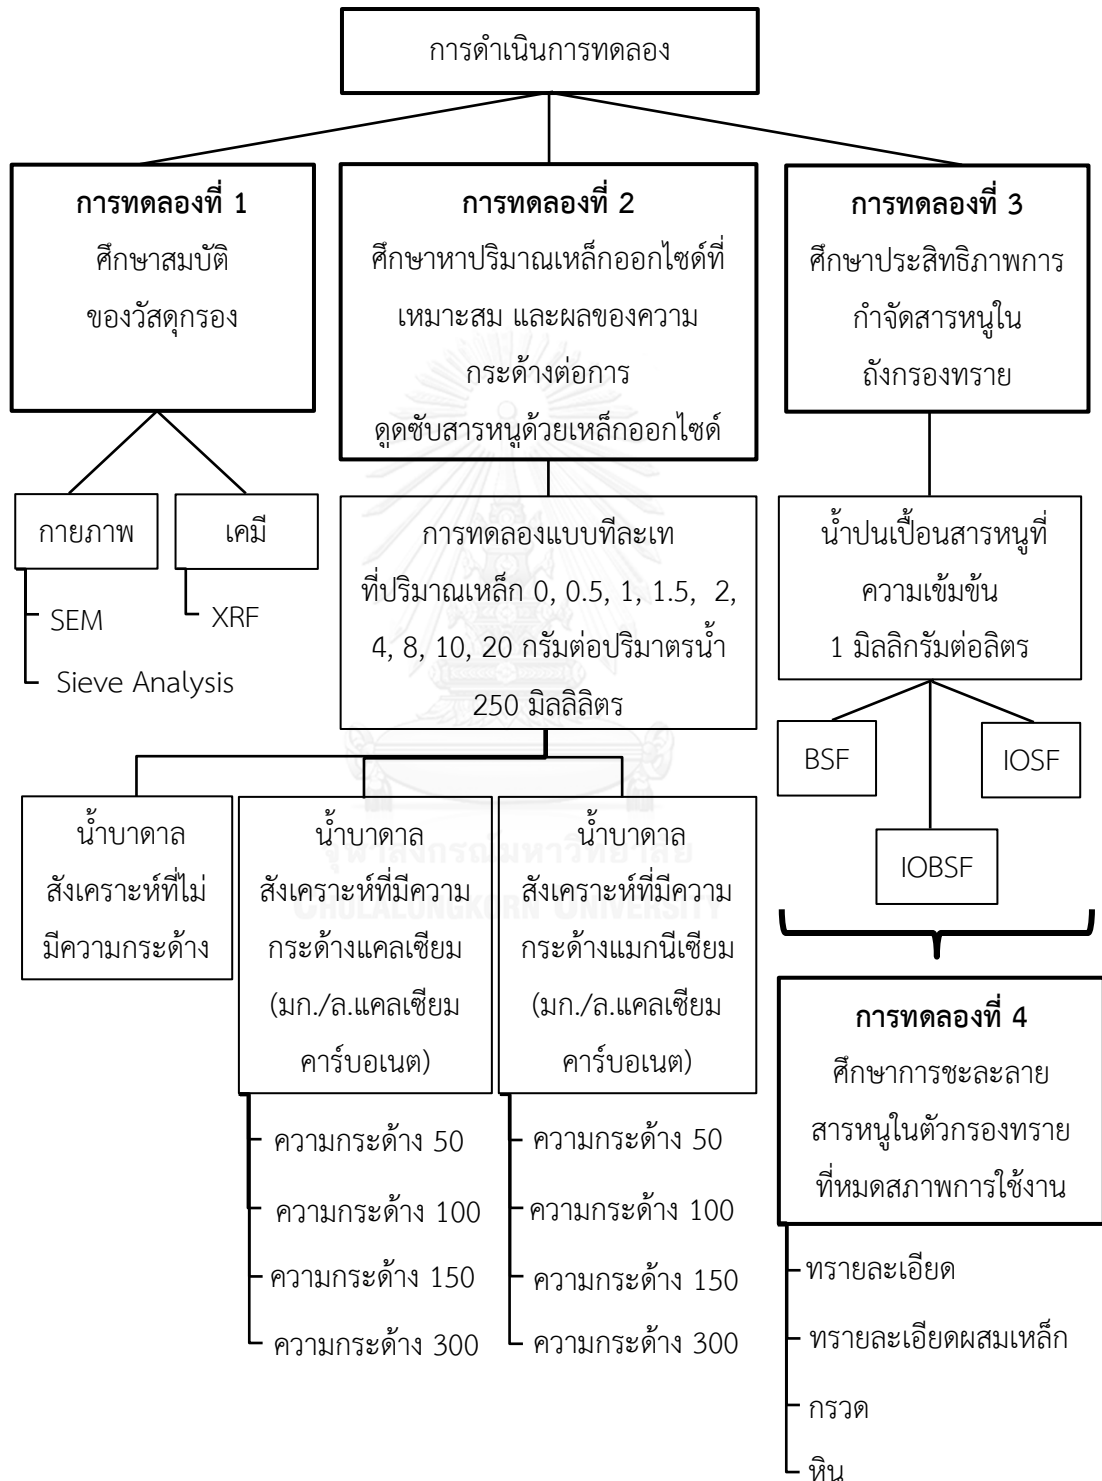 การดำเนินการทดลอง
การทดลองที่ 1
ศึกษาสมบัติ
ของวัสดุกรอง
กายภาพ
เคมี
SEM
Sieve Analysis
XRF
การทดลองที่ 2
ศึกษาหาปริมาณเหล็กออกไซด์ที่
เหมาะสม และผลของความ
กระด้างต่อการ
ดูดซับสารหนูด้วยเหล็กออกไซด์
การทดลองแบบทีละเท
ที่ปริมาณเหล็ก 0, 0.5, 1, 1.5, 2,
4, 8, 10, 20 กรัมต่อปริมาตรน้ำ
250 มิลลิลิตร
น้ำบาดาล
สังเคราะห์ที่ไม่
มีความกระด้าง
น้ำบาดาล
สังเคราะห์ที่มีความ
กระด้างแคลเซียม
(มก./ล.แคลเซียม
คาร์บอเนต)
ความกระด้าง 50
ความกระด้าง 100
ความกระด้าง 150
ความกระด้าง 300
น้ำบาดาล
สังเคราะห์ที่มีความ
กระด้างแมกนีเซียม
(มก./ล.แคลเซียม
คาร์บอเนต)
ความกระด้าง 50
ความกระด้าง 100
ความกระด้าง 150
ความกระด้าง 300
การทดลองที่ 3
ศึกษาประสิทธิภาพการ
กำจัดสารหนูใน
ถังกรองทราย
น้ำปนเปื้อนสารหนูที่
ความเข้มข้น
1 มิลลิกรัมต่อลิตร
BSF
IOSF
IOBSF
การทดลองที่ 4
ศึกษาการชะละลาย
สารหนูในตัวกรองทราย
ที่หมดสภาพการใช้งาน
ทรายละเอียด
ทรายละเอียดผสมเหล็ก
กรวด
หิน
จุฬาลงกรณ์มหาวิทยาลัย
CHULALONGKORN UNIVERSITY